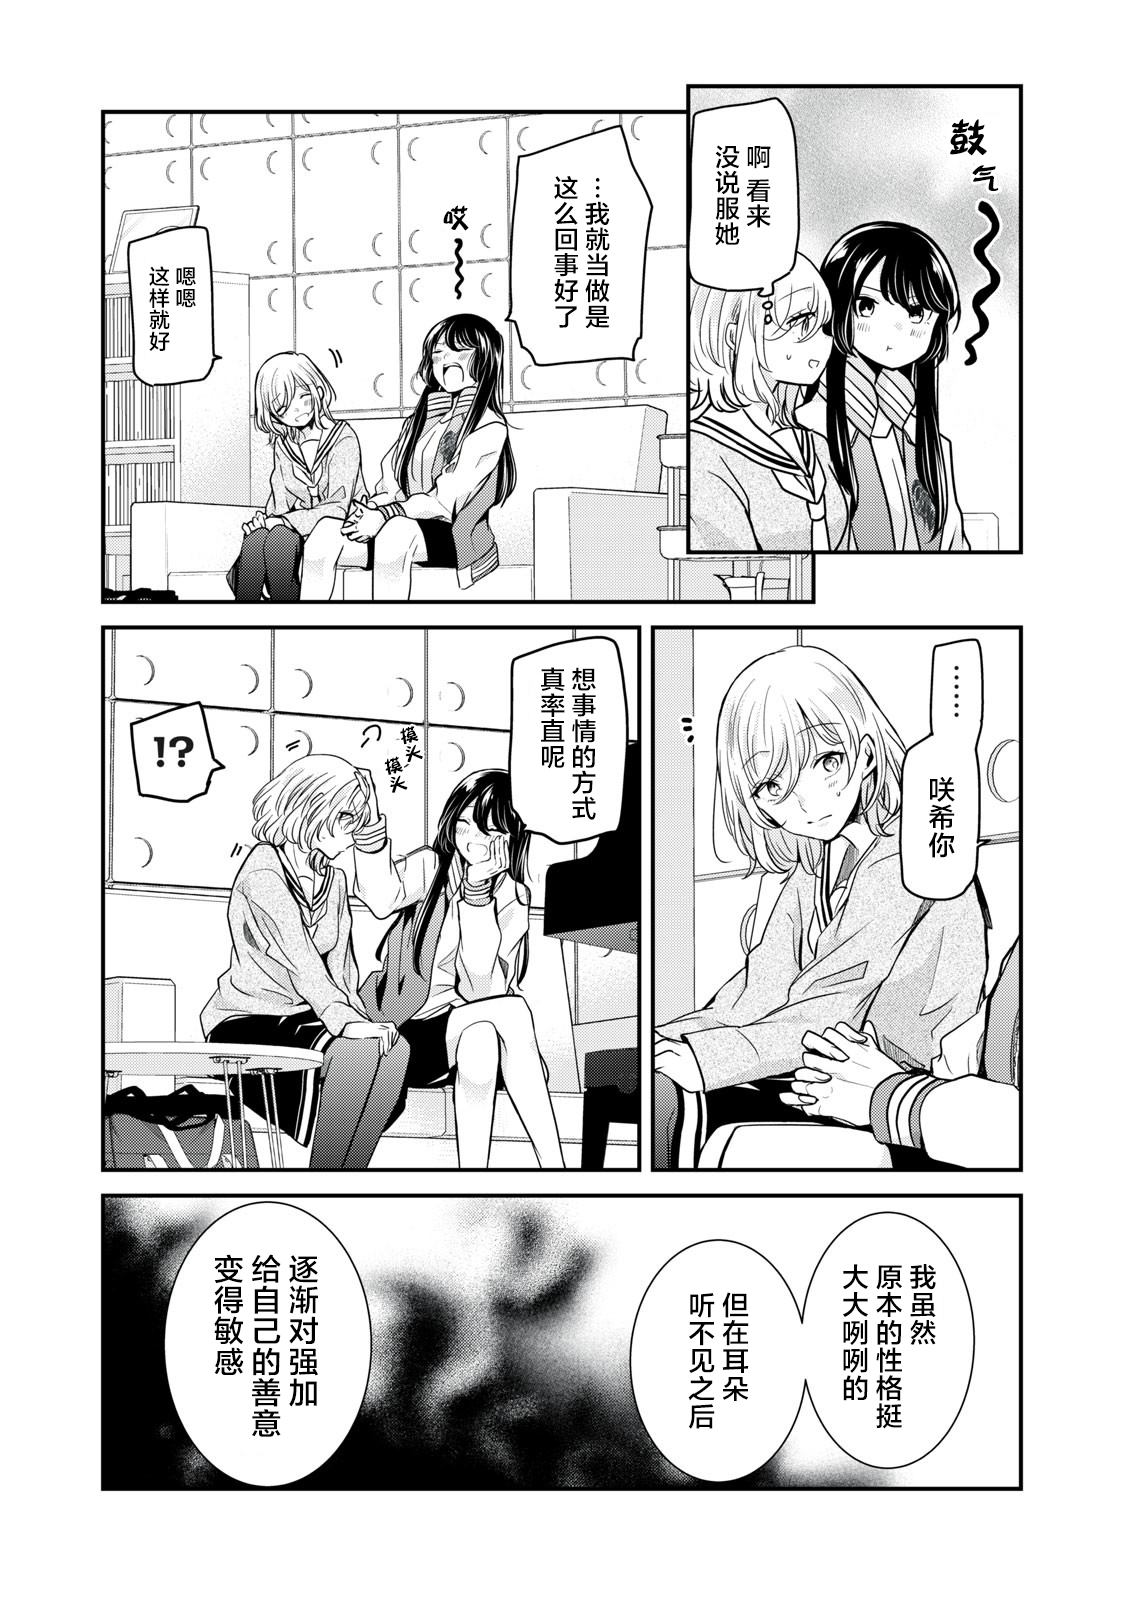 鼓气
啊 看来
没说服她
…我就当做是
这么回事好了
哎
嗯嗯
这样就好
……
咲希你
想事情的方式
真率直呢
摸头
摸头
!?
我虽然
原本的性格挺
大大咧咧的
但在耳朵
听不见之后
逐渐对强加
给自己的善意
变得敏感